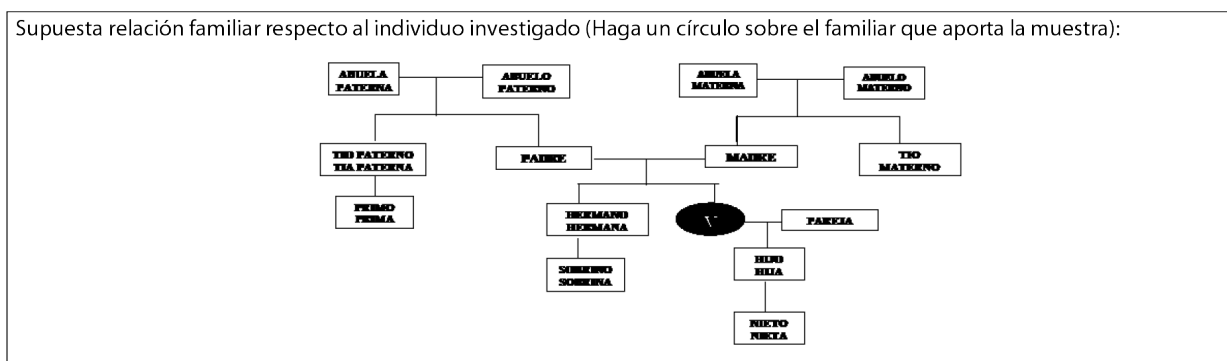 Supuesta relación familiar respecto al individuo investigado (Haga un círculo sobre el familiar que aporta la muestra):
ABUELA
PATERNA
ABUELO
PATERNO
ABUELA
MATERNA
ABUELO
MATERNO
TIO PATERNO
TIA PATERNA
PADRE
MADRE
TIO
MATERNO
PRIMO
PRIMA
HERMANO
HERMANA
V
PAREJA
SOBRINO
SOBRINA
HIJO
HIJA
NIETO
NIETA